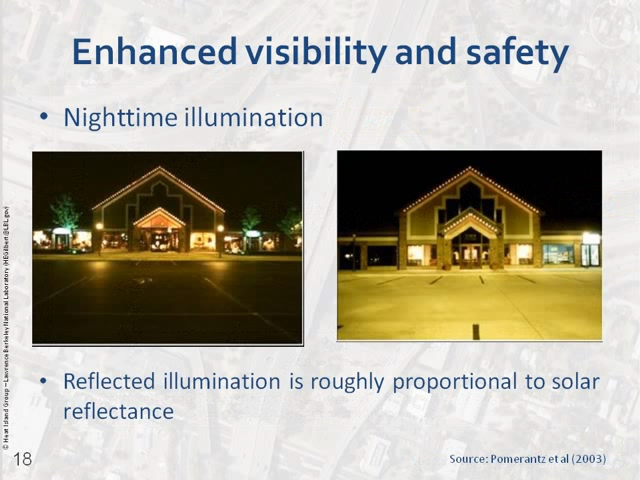 Enhanced visibility and safety
• Nighttime illumination
• Reflected illumination is roughly proportional to solar
reflectance
© Heat Island Group – Lawrence Berkeley National Laboratory (HEGilbert@LBL.gov)
18
Source: Pomerantz et al (2003)